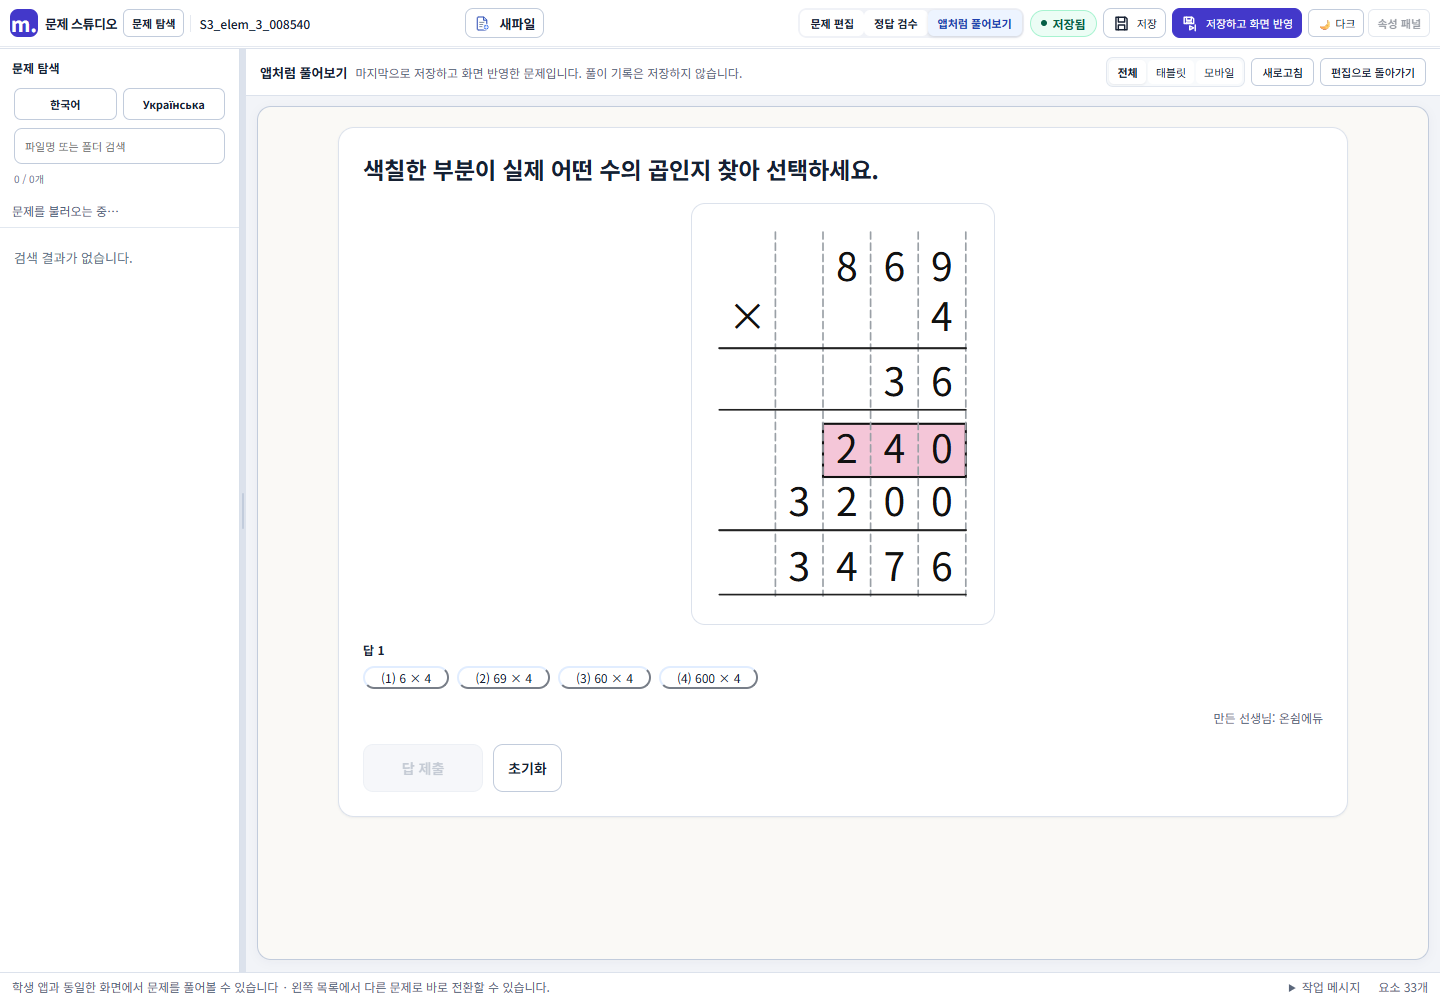 m. 문제 스튜디오 문제 탐색 S3_elem_3_008540 새파일 문제 편집 정답 검수 앱처럼 풀어보기 저장됨 저장 저장하고 화면 반영 다크 속성 패널
문제 탐색
한국어 Українська
파일명 또는 폴더 검색
0 / 0개
문제를 불러오는 중…
검색 결과가 없습니다.
앱처럼 풀어보기 마지막으로 저장하고 화면 반영한 문제입니다. 풀이 기록은 저장하지 않습니다. 전체 태블릿 모바일 새로고침 편집으로 돌아가기
색칠한 부분이 실제 어떤 수의 곱인지 찾아 선택하세요.
8 6 9
× 4
3 6
2 4 0
3 2 0 0
3 4 7 6
답 1
(1) 6 × 4 (2) 69 × 4 (3) 60 × 4 (4) 600 × 4
만든 선생님: 온쉼에듀
답 제출 초기화
학생 앱과 동일한 화면에서 문제를 풀어볼 수 있습니다 · 왼쪽 목록에서 다른 문제로 바로 전환할 수 있습니다. ▶ 작업 메시지 요소 33개